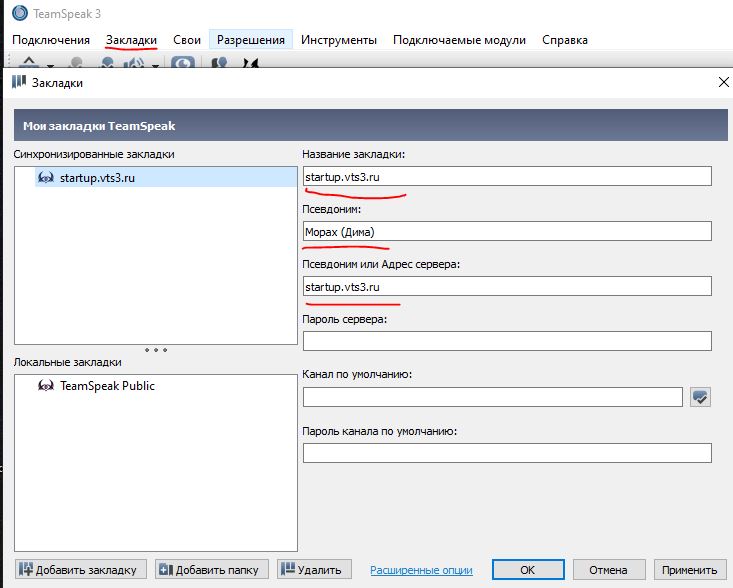 TeamSpeak 3
Подключения Закладки Свои Разрешения Инструменты Подключаемые модули Справка
Закладки
Мои закладки TeamSpeak
Синхронизированные закладки
startup.vts3.ru
Название закладки:
startup.vts3.ru
Псевдоним:
Морах (Дима)
Псевдоним или Адрес сервера:
startup.vts3.ru
Пароль сервера:
Локальные закладки
TeamSpeak Public
Канал по умолчанию:
Пароль канала по умолчанию:
Добавить закладку Добавить папку Удалить Расширенные опции OK Отмена Применить